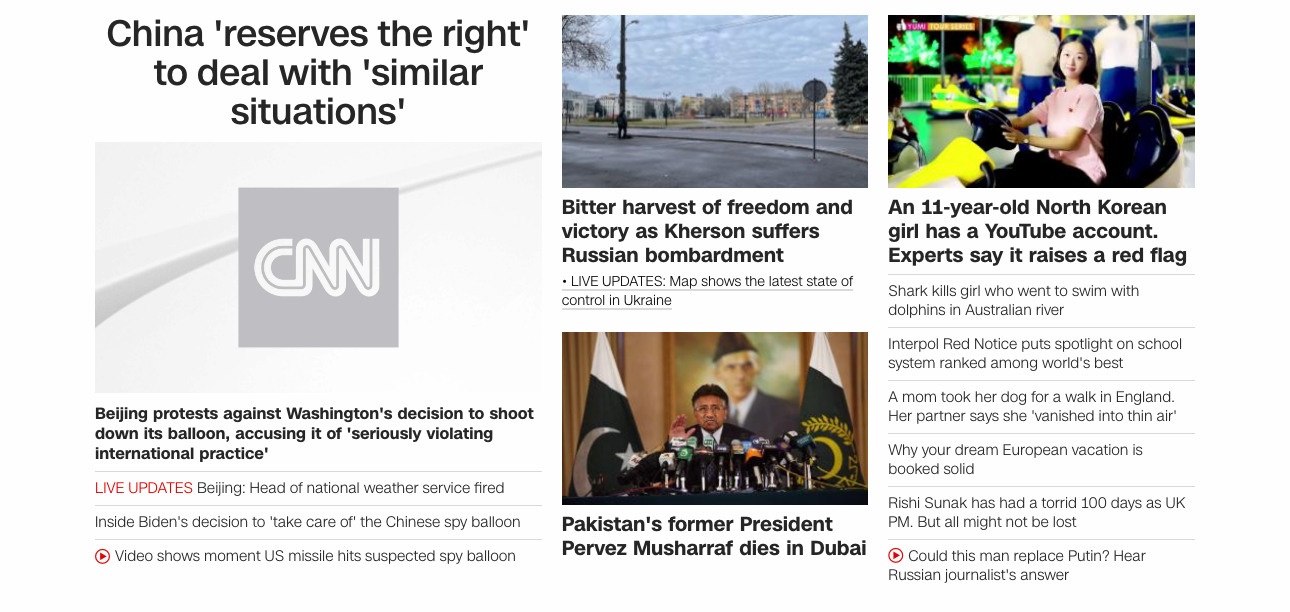 China 'reserves the right'
to deal with 'similar
situations'
CNN
Beijing protests against Washington's decision to shoot
down its balloon, accusing it of 'seriously violating
international practice'
LIVE UPDATES Beijing: Head of national weather service fired
Inside Biden's decision to 'take care of' the Chinese spy balloon
Video shows moment US missile hits suspected spy balloon
Bitter harvest of freedom and
victory as Kherson suffers
Russian bombardment
• LIVE UPDATES: Map shows the latest state of
control in Ukraine
Pakistan's former President
Pervez Musharraf dies in Dubai
YUMI TOUR SERIES
An 11-year-old North Korean
girl has a YouTube account.
Experts say it raises a red flag
Shark kills girl who went to swim with
dolphins in Australian river
Interpol Red Notice puts spotlight on school
system ranked among world's best
A mom took her dog for a walk in England.
Her partner says she 'vanished into thin air'
Why your dream European vacation is
booked solid
Rishi Sunak has had a torrid 100 days as UK
PM. But all might not be lost
Could this man replace Putin? Hear
Russian journalist's answer